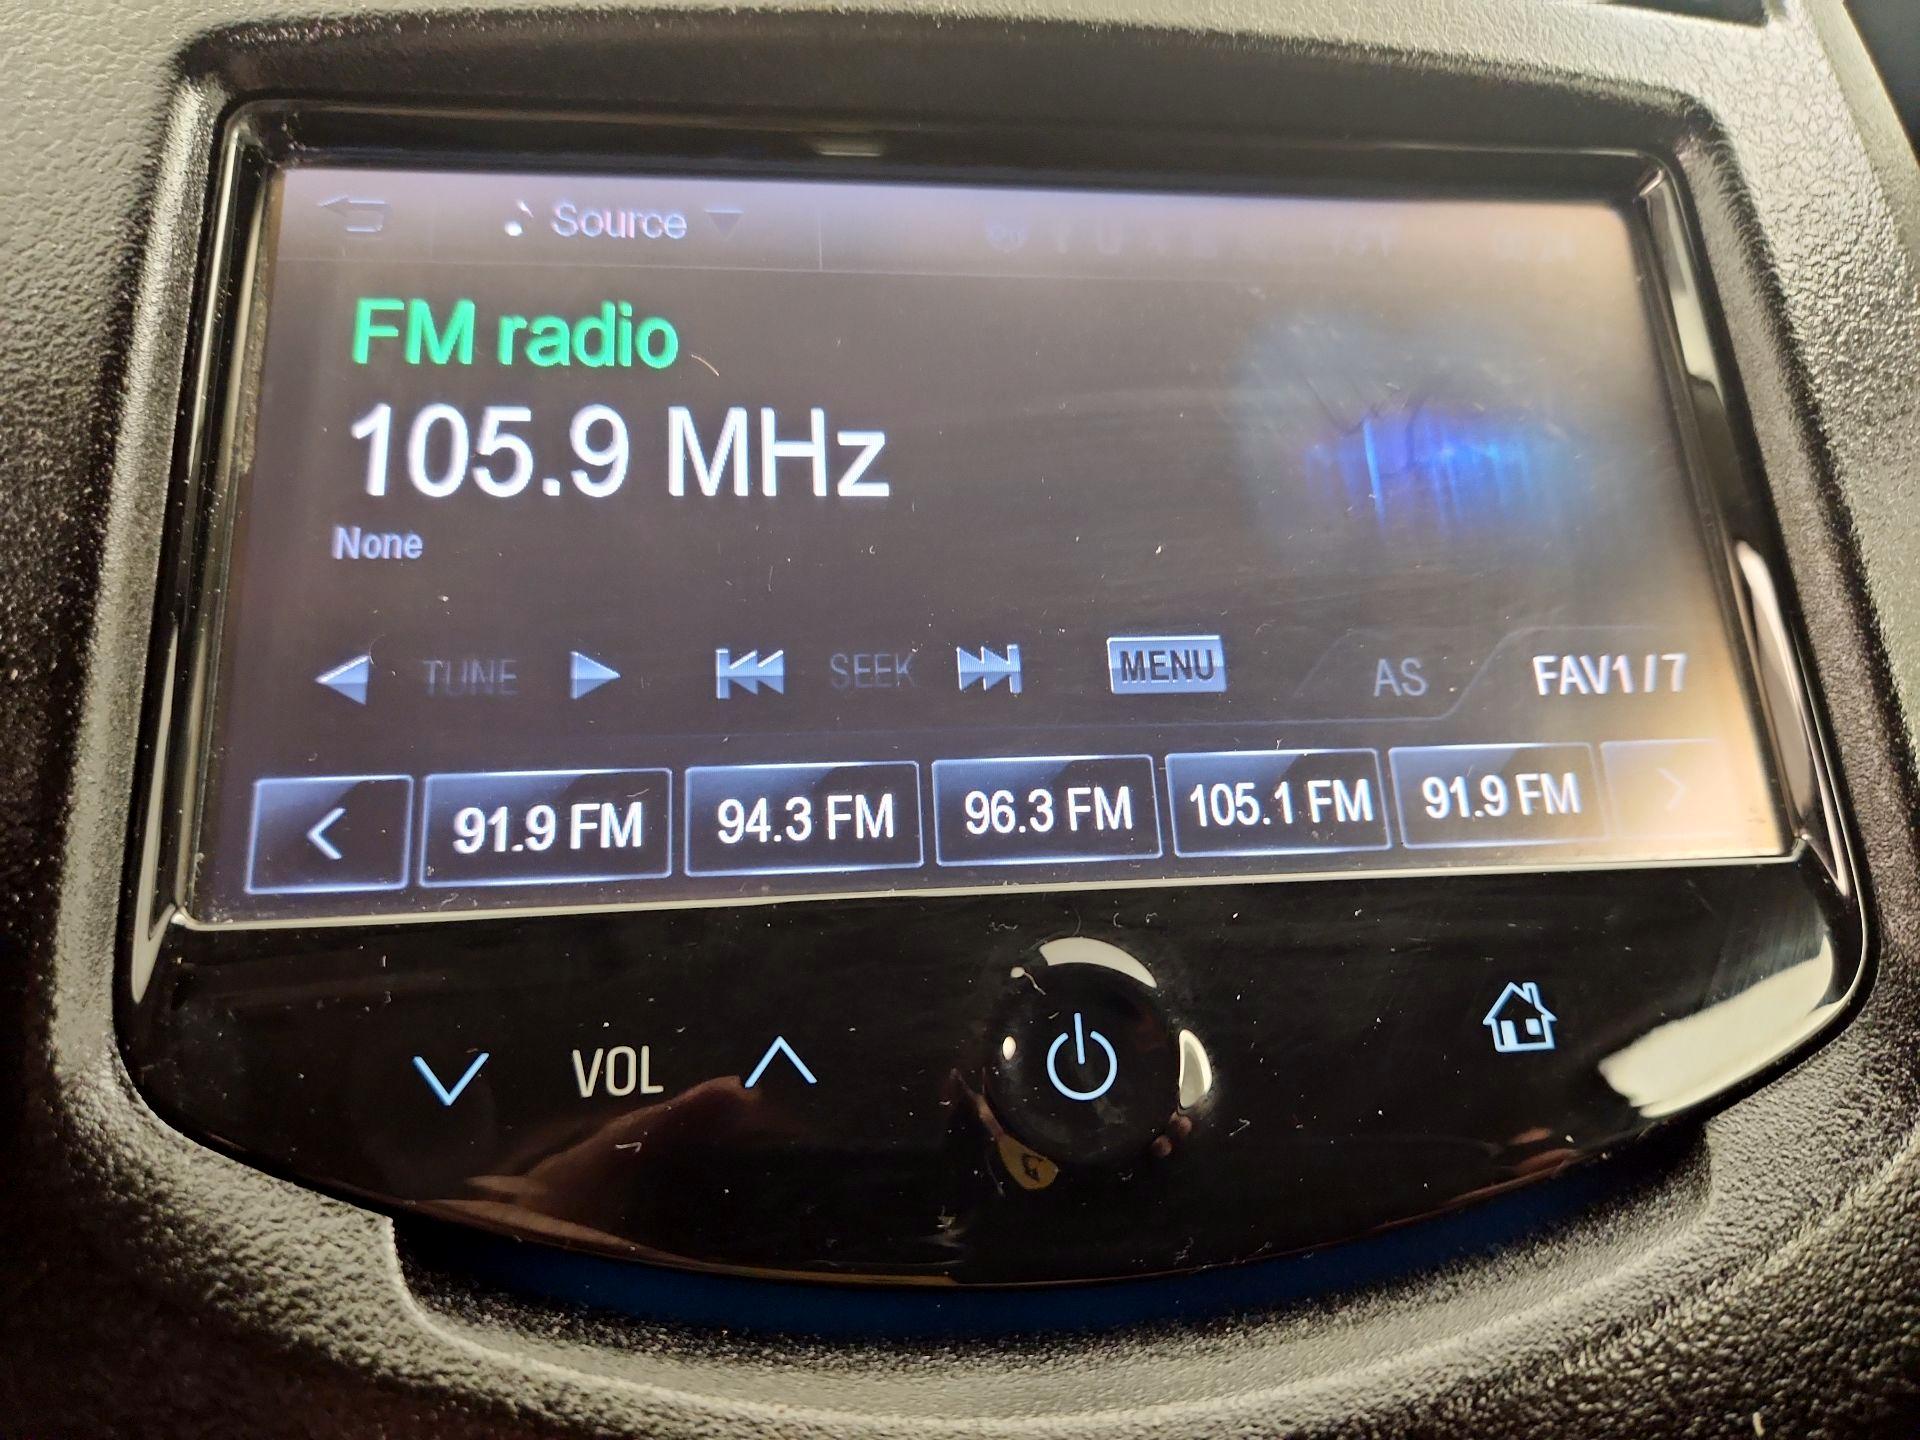 Source
FM radio
105.9 MHz
None
TUNE SEEK MENU AS FAV1/7
91.9 FM 94.3 FM 96.3 FM 105.1 FM 91.9 FM
VOL